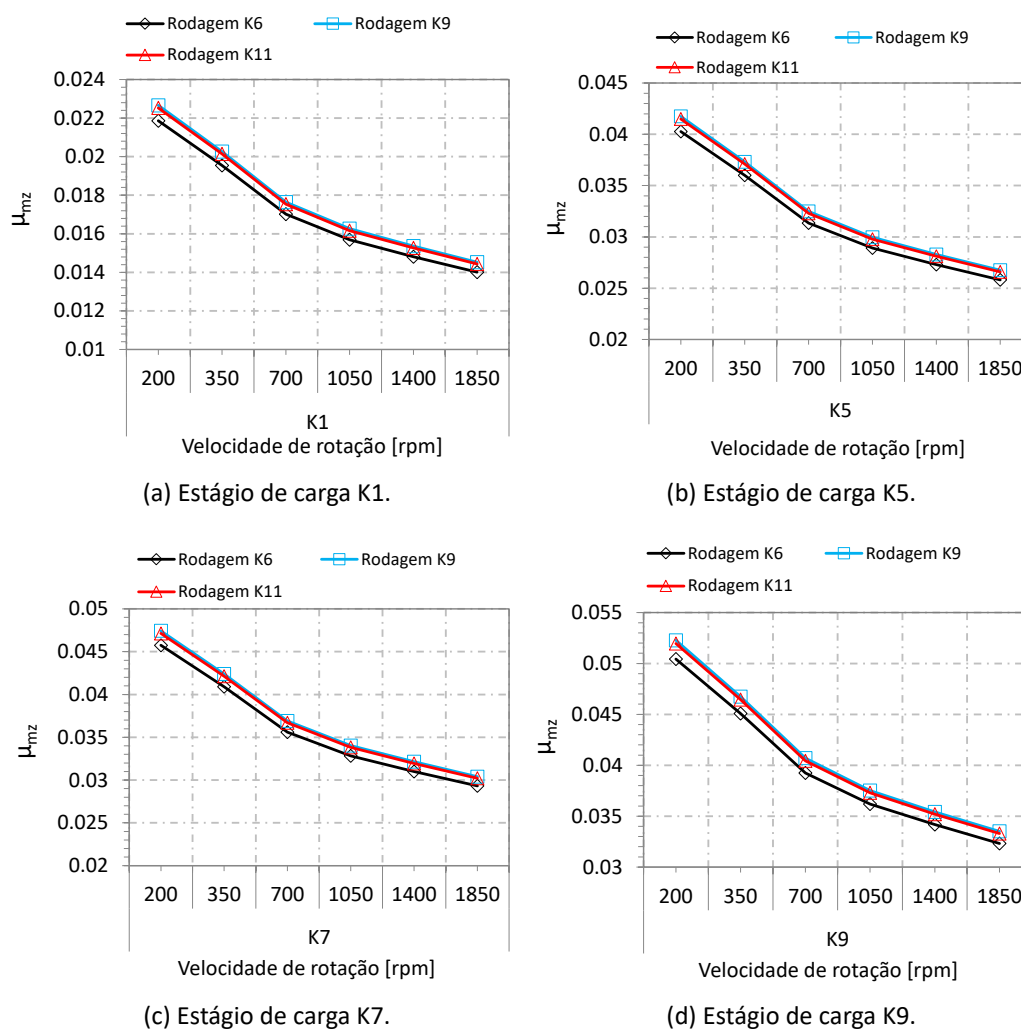 Rodagem K6 Rodagem K9
Rodagem K11
0.024
0.022
0.02
0.018
0.016
0.014
0.012
0.01
μmz
200 350 700 1050 1400 1850
K1
Velocidade de rotação [rpm]
(a) Estágio de carga K1.
Rodagem K6 Rodagem K9
Rodagem K11
0.045
0.04
0.035
0.03
0.025
0.02
μmz
200 350 700 1050 1400 1850
K5
Velocidade de rotação [rpm]
(b) Estágio de carga K5.
Rodagem K6 Rodagem K9
Rodagem K11
0.05
0.045
0.04
0.035
0.03
0.025
0.02
μmz
200 350 700 1050 1400 1850
K7
Velocidade de rotação [rpm]
(c) Estágio de carga K7.
Rodagem K6 Rodagem K9
Rodagem K11
0.055
0.05
0.045
0.04
0.035
0.03
μmz
200 350 700 1050 1400 1850
K9
Velocidade de rotação [rpm]
(d) Estágio de carga K9.